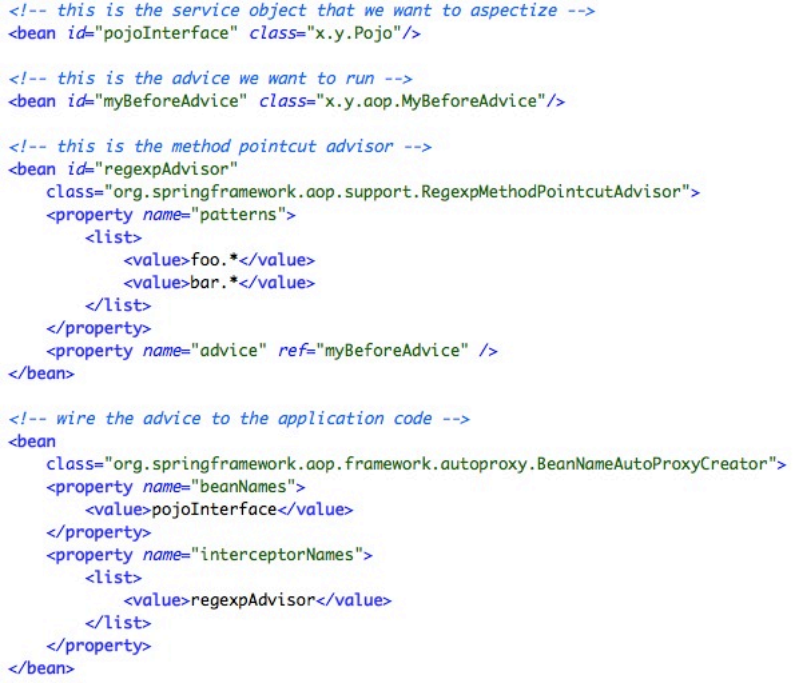 <!-- this is the service object that we want to aspectize -->
<bean id="pojoInterface" class="x.y.Pojo"/>

<!-- this is the advice we want to run -->
<bean id="myBeforeAdvice" class="x.y.aop.MyBeforeAdvice"/>

<!-- this is the method pointcut advisor -->
<bean id="regexpAdvisor"
    class="org.springframework.aop.support.RegexpMethodPointcutAdvisor">
    <property name="patterns">
        <list>
            <value>foo.*</value>
            <value>bar.*</value>
        </list>
    </property>
    <property name="advice" ref="myBeforeAdvice" />
</bean>

<!-- wire the advice to the application code -->
<bean
    class="org.springframework.aop.framework.autoproxy.BeanNameAutoProxyCreator">
    <property name="beanNames">
        <value>pojoInterface</value>
    </property>
    <property name="interceptorNames">
        <list>
            <value>regexpAdvisor</value>
        </list>
    </property>
</bean>